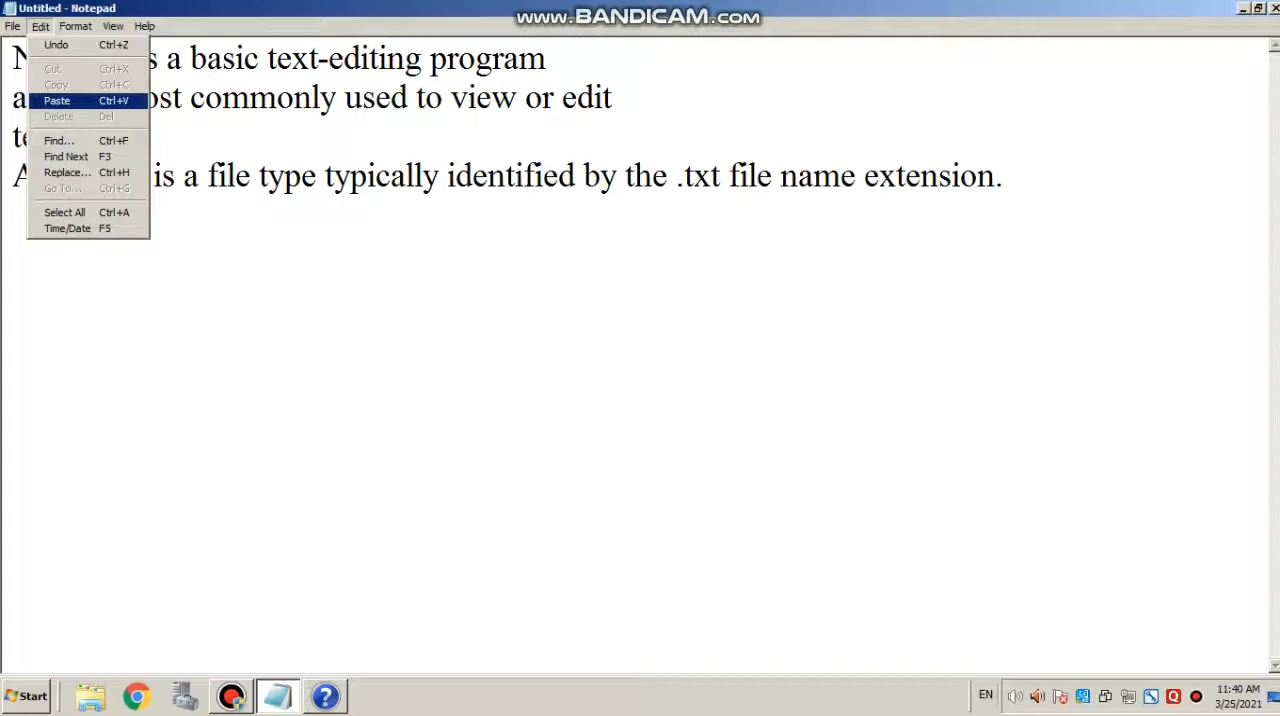 Untitled - Notepad
www.BANDICAM.com
File Edit Format View Help
Undo Ctrl+Z
Cut Ctrl+X
Copy Ctrl+C
Paste Ctrl+V
Delete Del
Find... Ctrl+F
Find Next F3
Replace... Ctrl+H
Go To... Ctrl+G
Select All Ctrl+A
Time/Date F5
s a basic text-editing program
ost commonly used to view or edit
is a file type typically identified by the .txt file name extension.
Start
EN
11:40 AM
3/25/2021